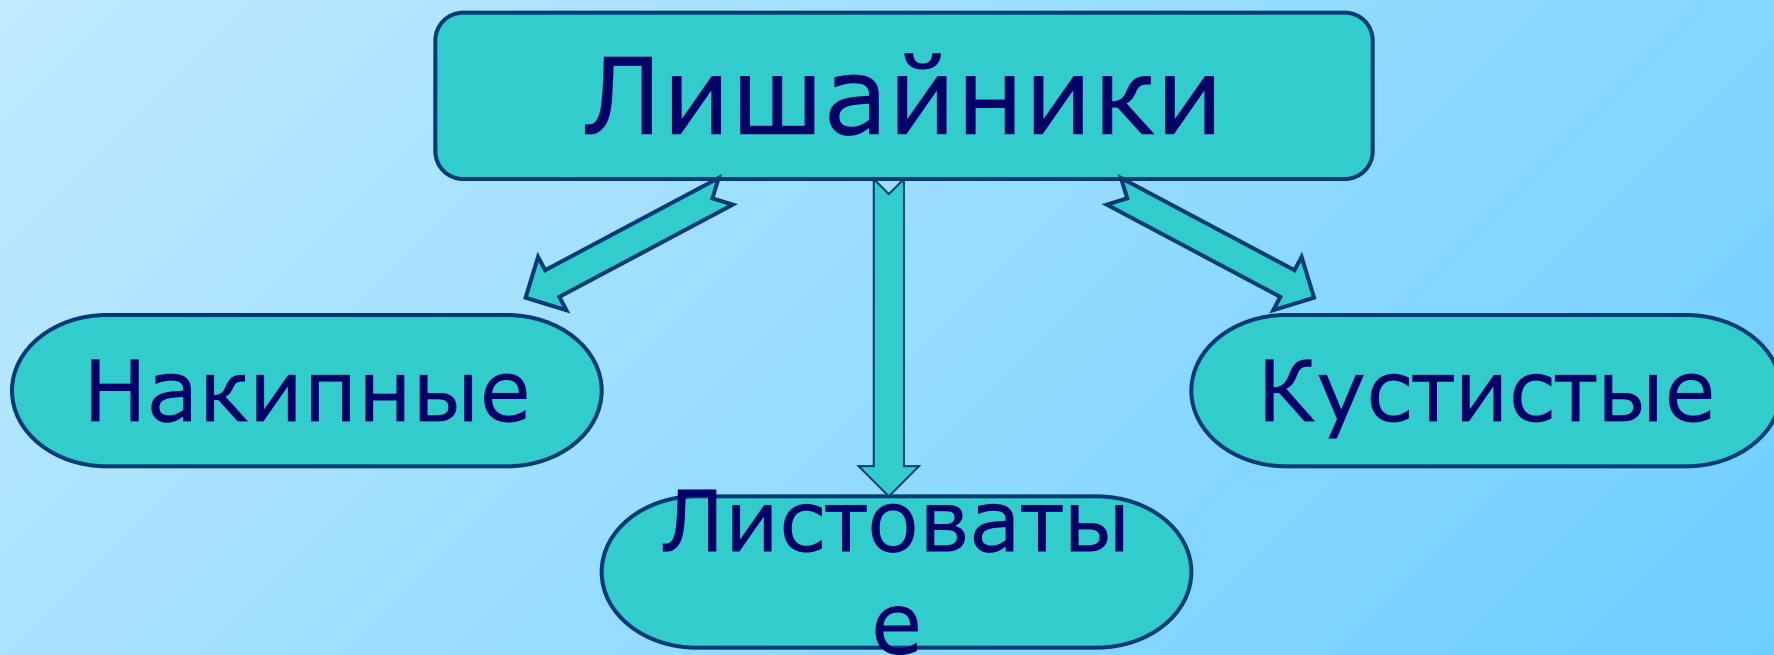 Лишайники
Накипные
Кустистые
Листоваты
е